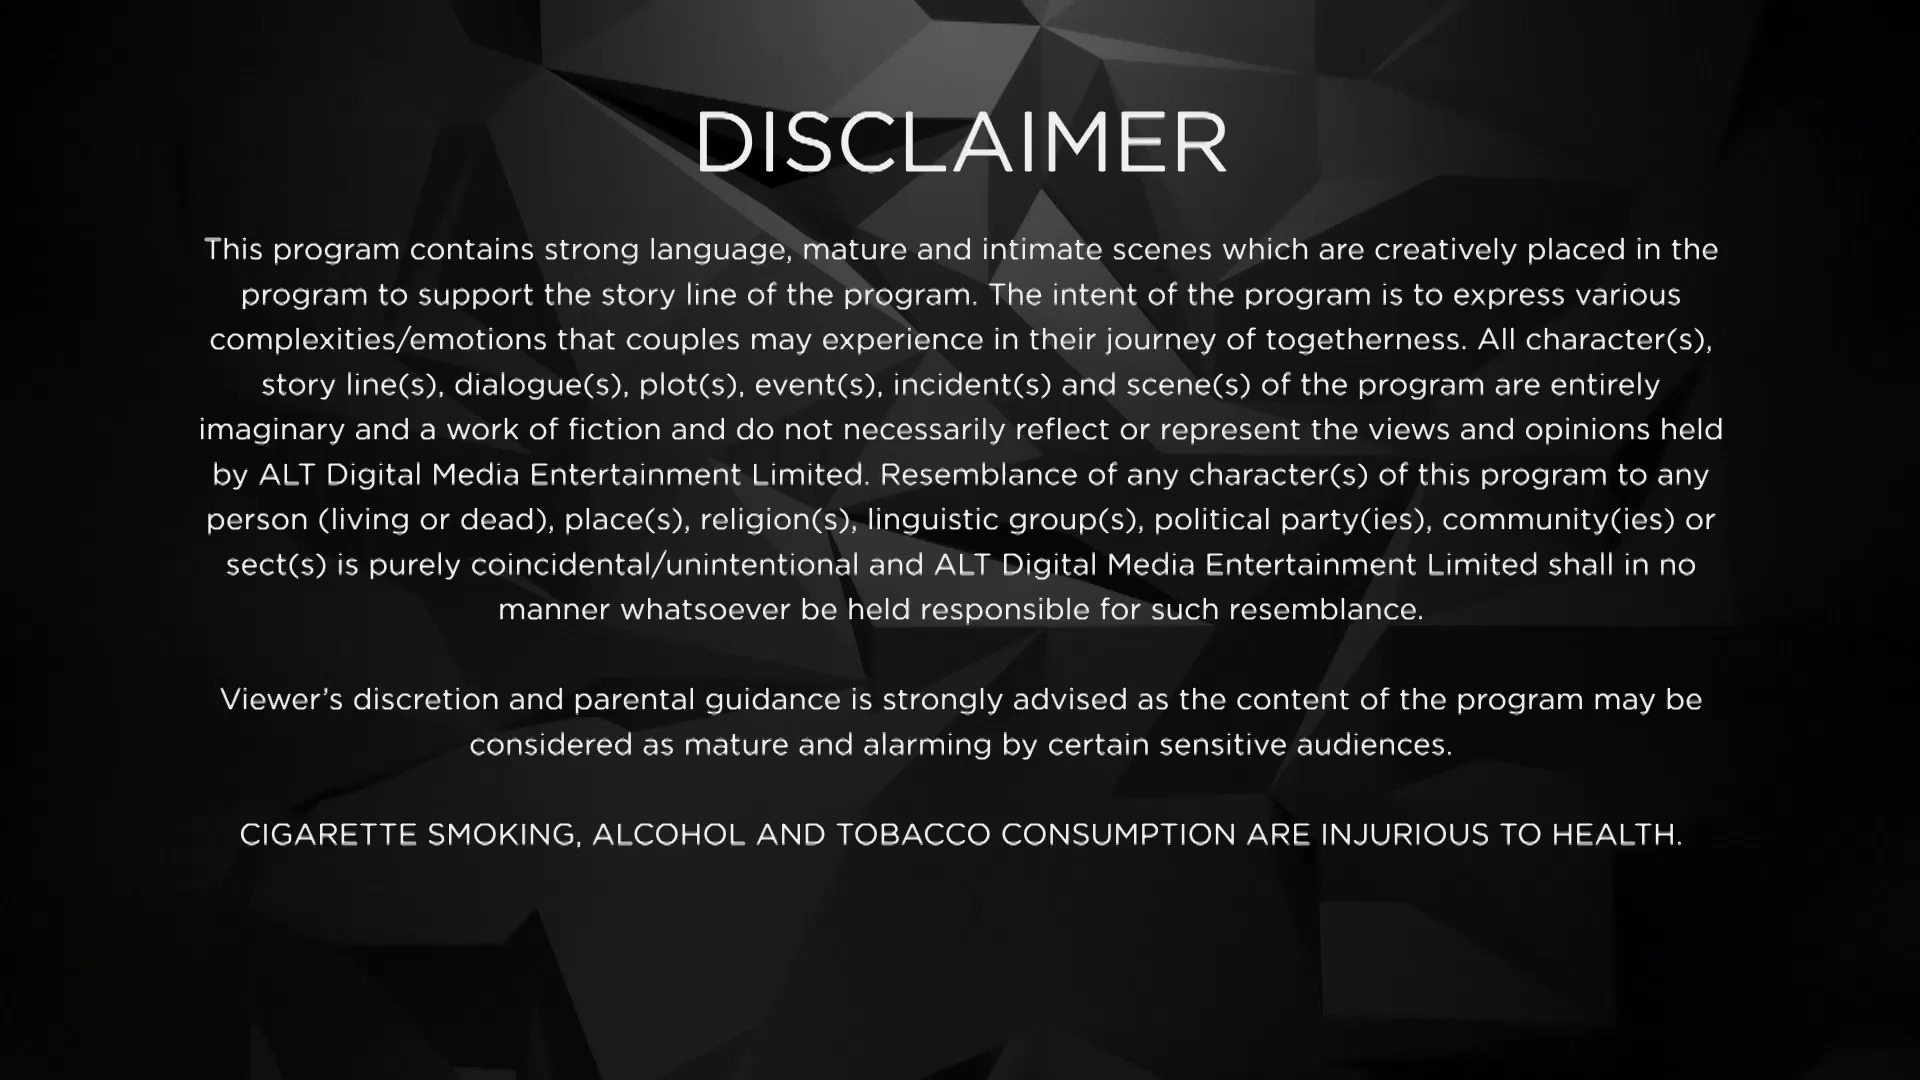 DISCLAIMER
This program contains strong language, mature and intimate scenes which are creatively placed in the
program to support the story line of the program. The intent of the program is to express various
complexities/emotions that couples may experience in their journey of togetherness. All character(s),
story line(s), dialogue(s), plot(s), event(s), incident(s) and scene(s) of the program are entirely
imaginary and a work of fiction and do not necessarily reflect or represent the views and opinions held
by ALT Digital Media Entertainment Limited. Resemblance of any character(s) of this program to any
person (living or dead), place(s), religion(s), linguistic group(s), political party(ies), community(ies) or
sect(s) is purely coincidental/unintentional and ALT Digital Media Entertainment Limited shall in no
manner whatsoever be held responsible for such resemblance.
Viewer’s discretion and parental guidance is strongly advised as the content of the program may be
considered as mature and alarming by certain sensitive audiences.
CIGARETTE SMOKING, ALCOHOL AND TOBACCO CONSUMPTION ARE INJURIOUS TO HEALTH.